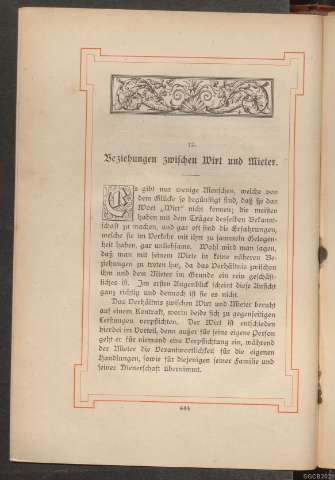 12.
Beziehungen zwischen Wirt und Mieter.
Es gibt nur wenige Menschen, welche von
dem Glücke so begünstigt sind, daß sie das
Wort „Wirt“ nicht kennen; die meisten
haben mit dem Träger desselben Bekannt-
schaft zu machen, und gar oft sind die Erfahrungen,
welche sie im Verkehr mit ihm zu sammeln Gelegen-
heit haben, gar unliebsame. Wohl wird man sagen,
daß man mit seinem Wirte in keine näheren Be-
ziehungen zu treten hat, da das Verhältnis zwischen
ihm und dem Mieter im Grunde ein rein geschäft-
liches ist. Im ersten Augenblick scheint diese Ansicht
ganz richtig und dennoch ist sie es nicht.
Das Verhältnis zwischen Wirt und Mieter beruht
auf einem Kontrakt, worin beide sich zu gegenseitigen
Leistungen verpflichten. Der Wirt ist entschieden
hierbei im Vorteil, denn außer für seine eigene Person
geht er für niemand eine Verpflichtung ein, während
der Mieter die Verantwortlichkeit für die eigenen
Handlungen, sowie für diejenigen seiner Familie und
seiner Dienerschaft übernimmt.